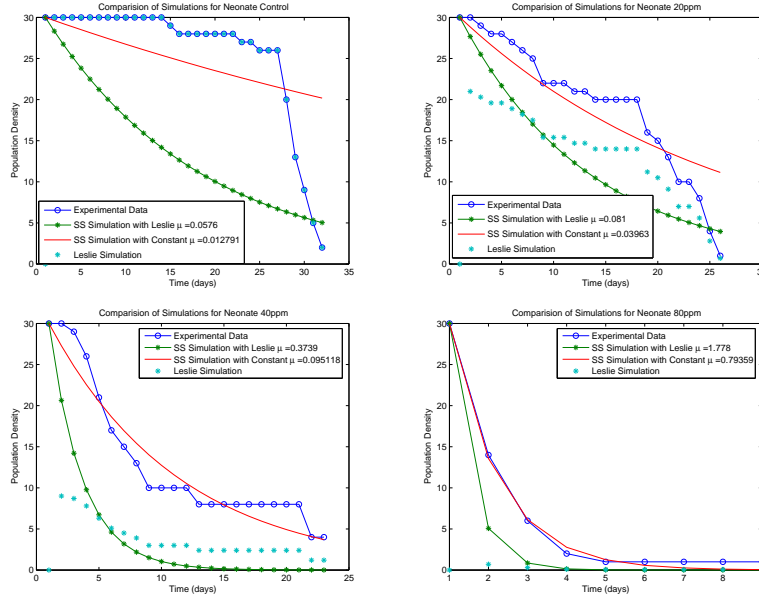 Comparision of Simulations for Neonate Control
30
25
20
15
10
5
0
Population Density
Experimental Data
SS Simulation with Leslie μ =0.0576
SS Simulation with Constant μ =0.012791
Leslie Simulation
0 5 10 15 20 25 30 35
Time (days)
Comparision of Simulations for Neonate 20ppm
30
25
20
15
10
5
0
Population Density
Experimental Data
SS Simulation with Leslie μ =0.081
SS Simulation with Constant μ =0.03963
Leslie Simulation
0 5 10 15 20 25 30
Time (days)
Comparision of Simulations for Neonate 40ppm
30
25
20
15
10
5
0
Population Density
Experimental Data
SS Simulation with Leslie μ =0.3739
SS Simulation with Constant μ =0.095118
Leslie Simulation
0 5 10 15 20 25
Time (days)
Comparision of Simulations for Neonate 80ppm
30
25
20
15
10
5
0
Population Density
Experimental Data
SS Simulation with Leslie μ =1.778
SS Simulation with Constant μ =0.79359
Leslie Simulation
1 2 3 4 5 6 7 8
Time (days)